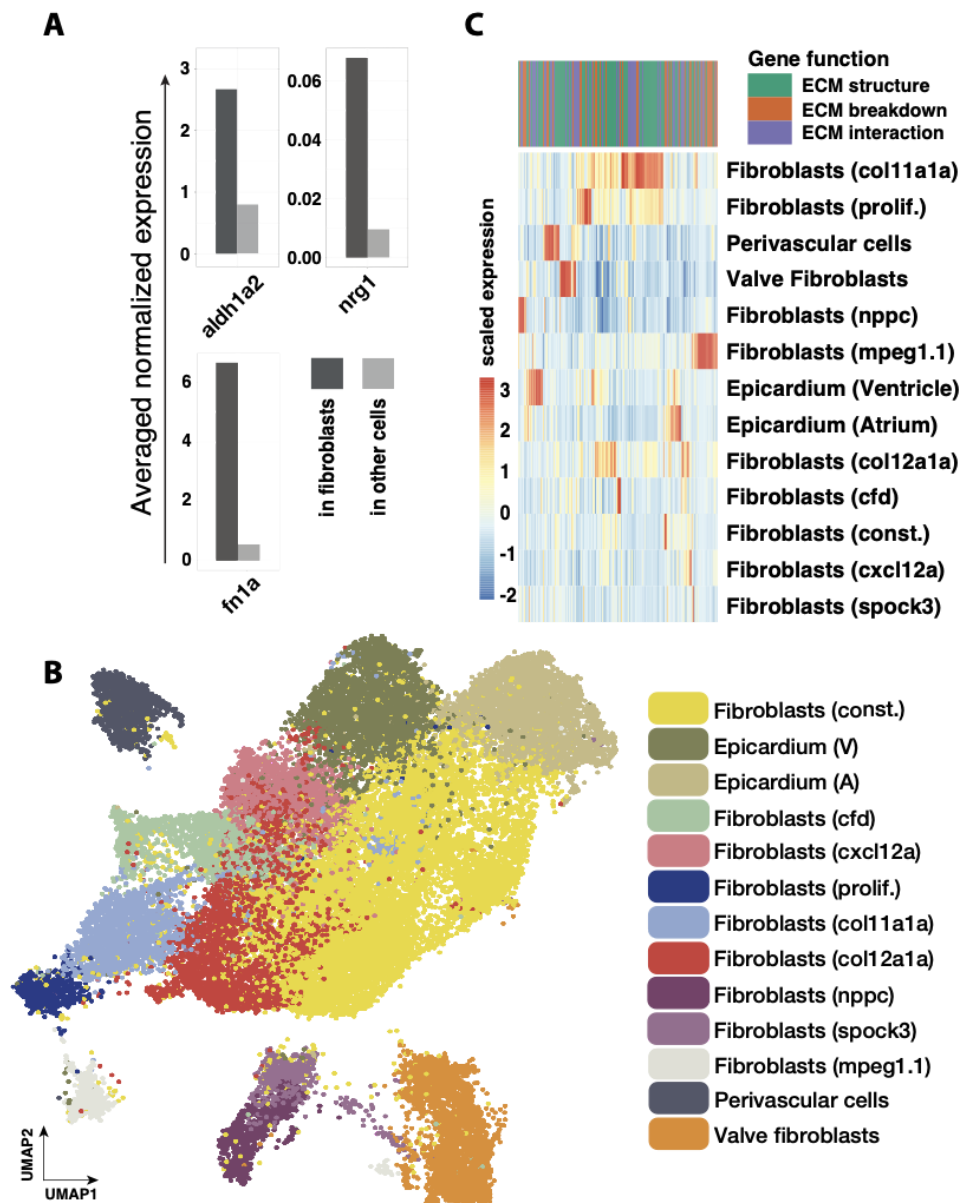 A
Averaged normalized expression
3
2
1
0
aldh1a2
0.06
0.04
0.02
0.00
nrg1
6
4
2
0
fn1a
in fibroblasts
in other cells
C
Gene function
ECM structure
ECM breakdown
ECM interaction
scaled expression
3
2
1
0
-1
-2
Fibroblasts (col11a1a)
Fibroblasts (prolif.)
Perivascular cells
Valve Fibroblasts
Fibroblasts (nppc)
Fibroblasts (mpeg1.1)
Epicardium (Ventricle)
Epicardium (Atrium)
Fibroblasts (col12a1a)
Fibroblasts (cfd)
Fibroblasts (const.)
Fibroblasts (cxcl12a)
Fibroblasts (spock3)
B
Fibroblasts (const.)
Epicardium (V)
Epicardium (A)
Fibroblasts (cfd)
Fibroblasts (cxcl12a)
Fibroblasts (prolif.)
Fibroblasts (col11a1a)
Fibroblasts (col12a1a)
Fibroblasts (nppc)
Fibroblasts (spock3)
Fibroblasts (mpeg1.1)
Perivascular cells
Valve fibroblasts
UMAP2
UMAP1